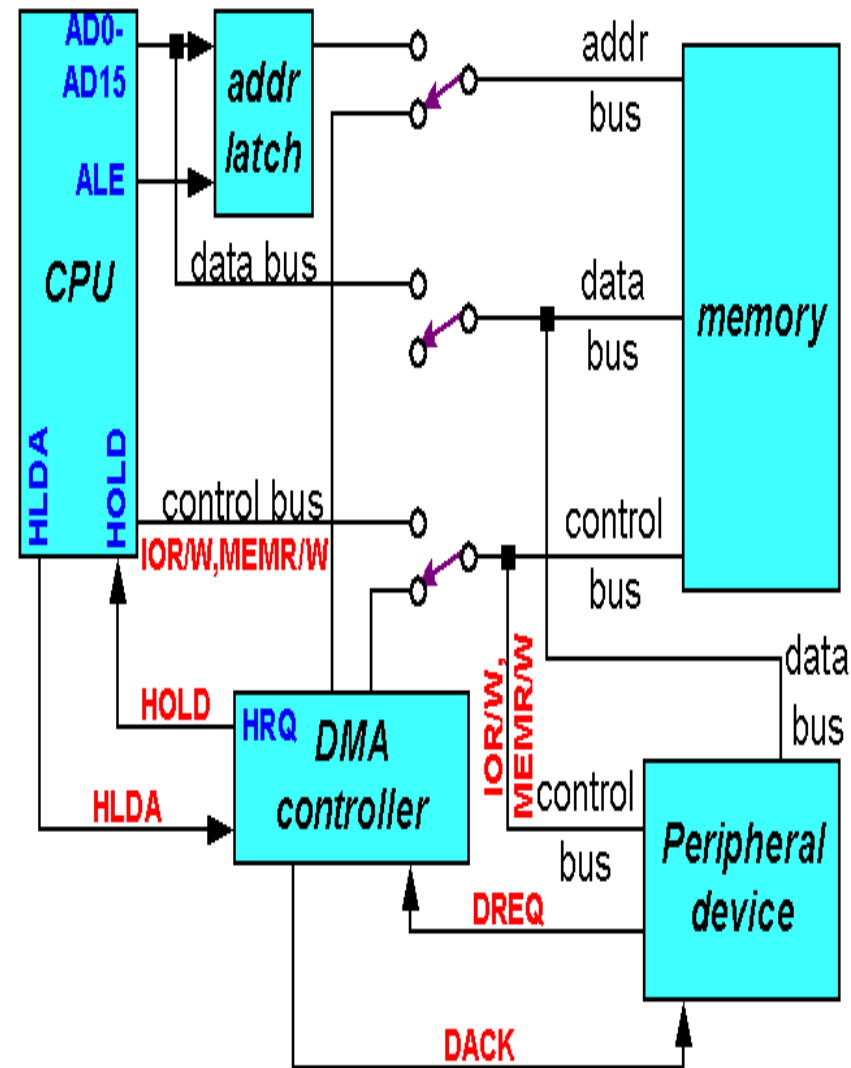 AD0-
AD15
ALE
CPU
HLDA
HOLD
addr
latch
data bus
control bus
IOR/W,MEMR/W
addr
bus
data
bus
control
bus
memory
HOLD
HLDA
HRQ
DMA
controller
IOR/W,
MEMR/W
control
bus
data
bus
Peripheral
device
DREQ
DACK